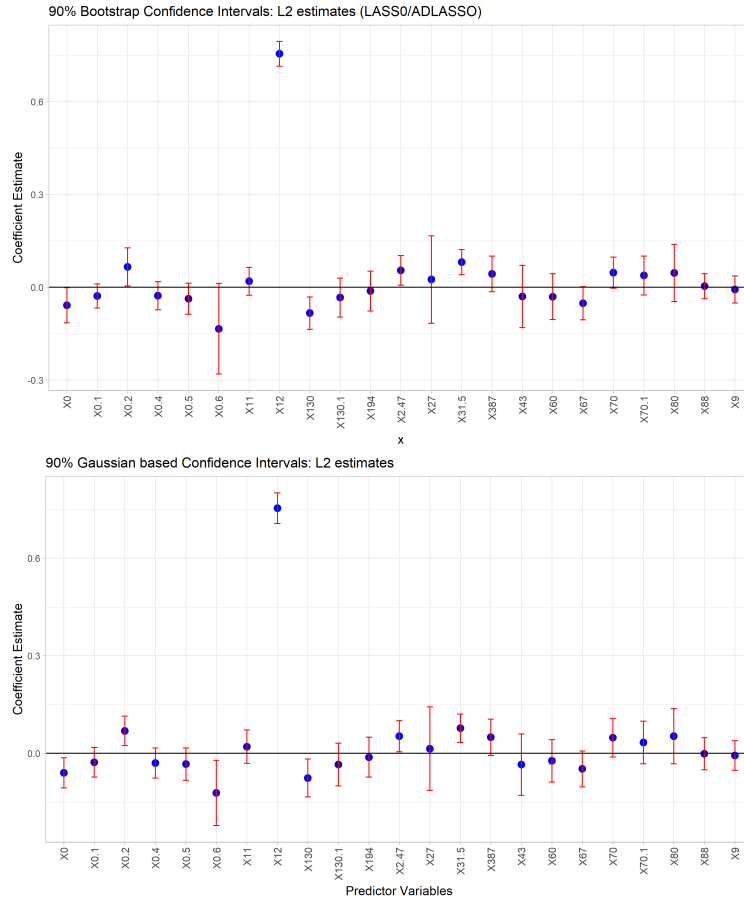 90% Bootstrap Confidence Intervals: L2 estimates (LASS0/ADLASSO)
Coefficient Estimate
0.6
0.3
0.0
-0.3
X0 X0.1 X0.2 X0.4 X0.5 X0.6 X11 X12 X130 X130.1 X194 X2.47 X27 X31.5 X387 X43 X60 X67 X70 X70.1 X80 X88 X9
x
90% Gaussian based Confidence Intervals: L2 estimates
Coefficient Estimate
0.6
0.3
0.0
X0 X0.1 X0.2 X0.4 X0.5 X0.6 X11 X12 X130 X130.1 X194 X2.47 X27 X31.5 X387 X43 X60 X67 X70 X70.1 X80 X88 X9
Predictor Variables